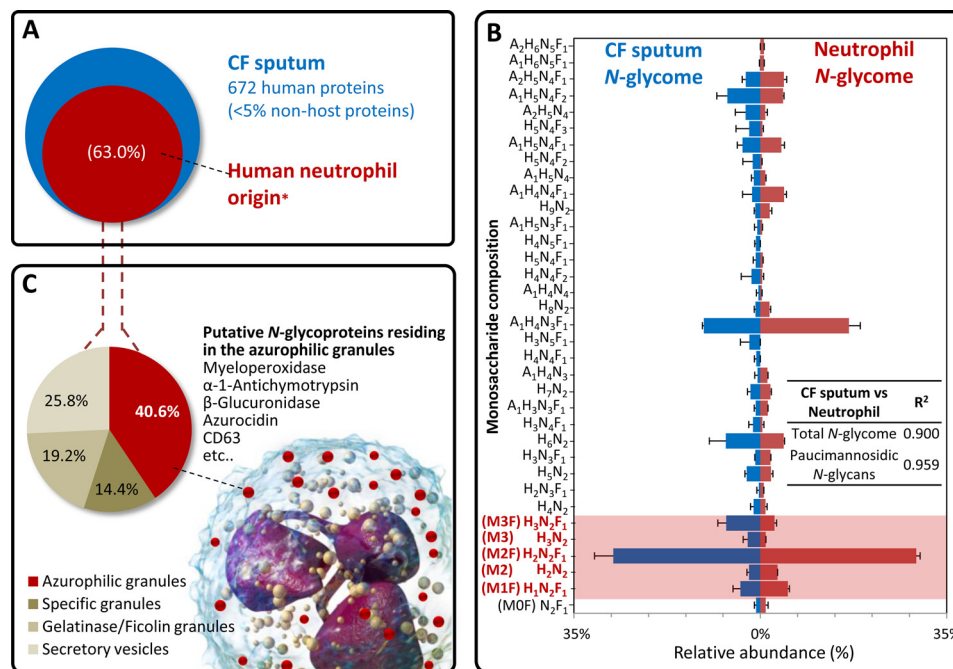 A
CF sputum
672 human proteins
(<5% non-host proteins)
(63.0%)
Human neutrophil
origin*
C
Putative N-glycoproteins residing
in the azurophilic granules
Myeloperoxidase
α-1-Antichymotrypsin
β-Glucuronidase
Azurocidin
CD63
etc..
40.6%
25.8%
19.2%
14.4%
Azurophilic granules
Specific granules
Gelatinase/Ficolin granules
Secretory vesicles
B
CF sputum
N-glycome
Neutrophil
N-glycome
Monosaccharide composition
A₂H₆N₅F₁
A₁H₆N₅F₁
A₂H₅N₄F₁
A₁H₅N₄F₂
A₂H₅N₄
H₅N₄F₃
A₁H₅N₄F₁
H₅N₄F₂
A₁H₅N₄
A₁H₄N₄F₁
H₉N₂
A₁H₅N₃F₁
H₄N₅F₁
H₅N₄F₁
H₄N₄F₂
A₁H₄N₄
H₈N₂
A₁H₄N₃F₁
H₃N₅F₁
H₄N₄F₁
A₁H₄N₃
H₇N₂
A₁H₃N₃F₁
H₃N₄F₁
H₆N₂
H₃N₃F₁
H₅N₂
H₂N₃F₁
H₄N₂
(M3F) H₃N₂F₁
(M3) H₃N₂
(M2F) H₂N₂F₁
(M2) H₂N₂
(M1F) H₁N₂F₁
(M0F) N₂F₁
CF sputum vs
Neutrophil R²
Total N-glycome 0.900
Paucimannosidic
N-glycans 0.959
35% 0% 35%
Relative abundance (%)